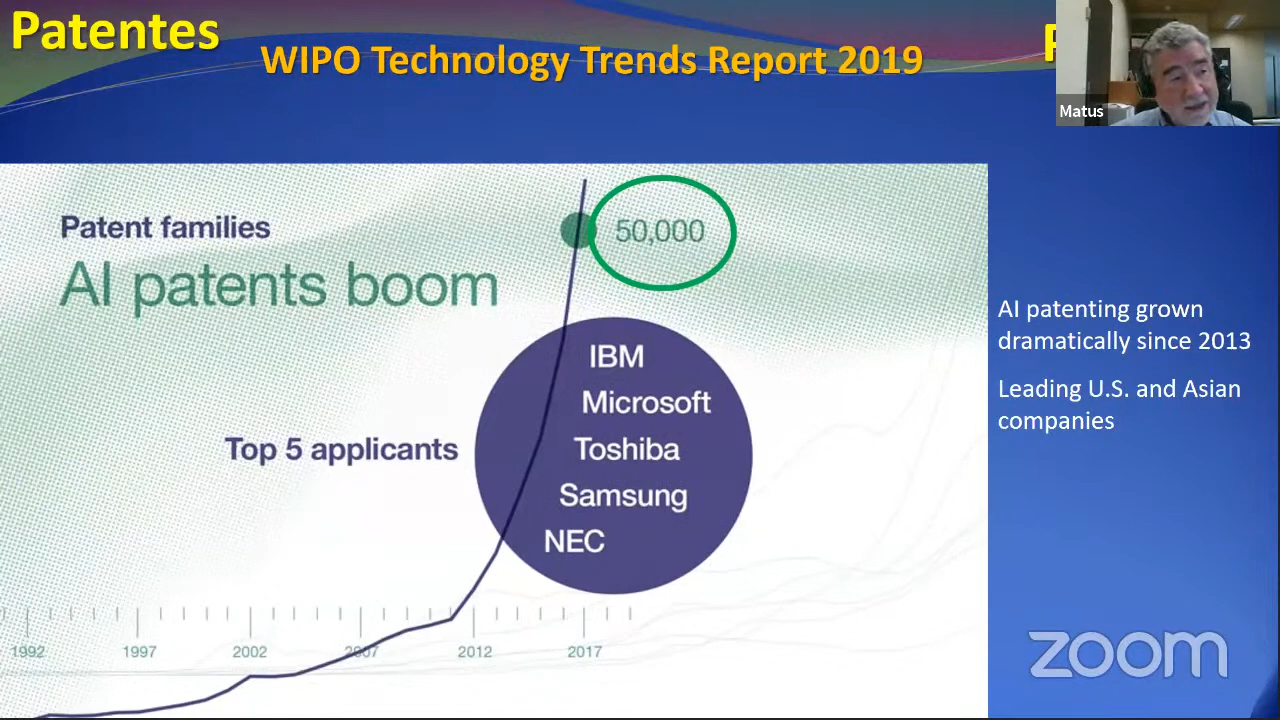 Patentes
WIPO Technology Trends Report 2019
Matus
Patent families
50,000
AI patents boom
IBM
Microsoft
Top 5 applicants
Toshiba
Samsung
NEC
1992 1997 2002 2007 2012 2017
AI patenting grown
dramatically since 2013
Leading U.S. and Asian
companies
zoom